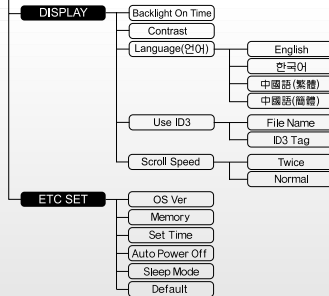 DISPLAY
Backlight On Time
Contrast
Language(언어)
English
한국어
中國語(繁體)
中國語(簡體)
Use ID3
File Name
ID3 Tag
Scroll Speed
Twice
Normal
ETC SET
OS Ver
Memory
Set Time
Auto Power Off
Sleep Mode
Default